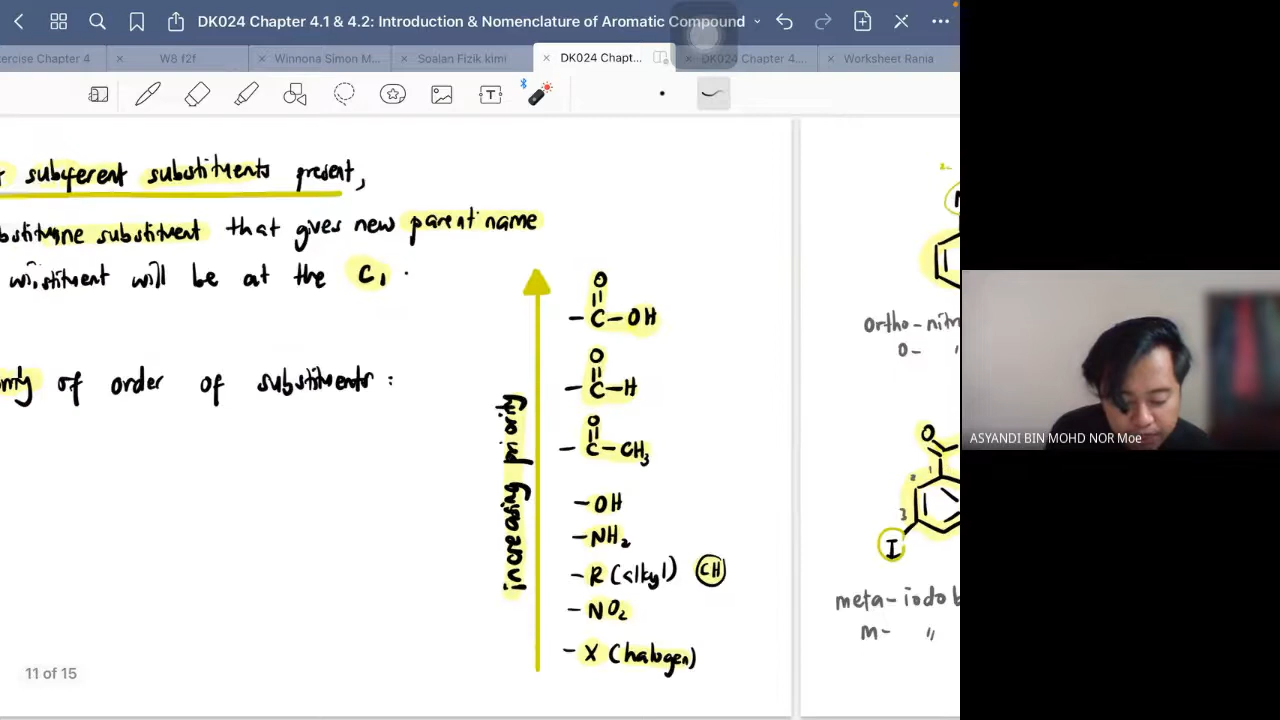 DK024 Chapter 4.1 & 4.2: Introduction & Nomenclature of Aromatic Compound
ercise Chapter 4
W8 f2f
Winnona Simon M...
Soalan Fizik kimi
DK024 Chapt...
DK024 Chapter 4....
Worksheet Rania
T
substituents present,
substituent that gives new parent name
will be at the C1 .
of order of substituents :
increasing priority
O
- C - OH
O
- C - H
O
- C - CH3
- OH
- NH2
- R (alkyl) CH
- NO2
- X (halogen)
11 of 15
ortho-nitr
o- "
O
1
2
3
I
meta-iodo b
m- "
ASYANDI BIN MOHD NOR Moe